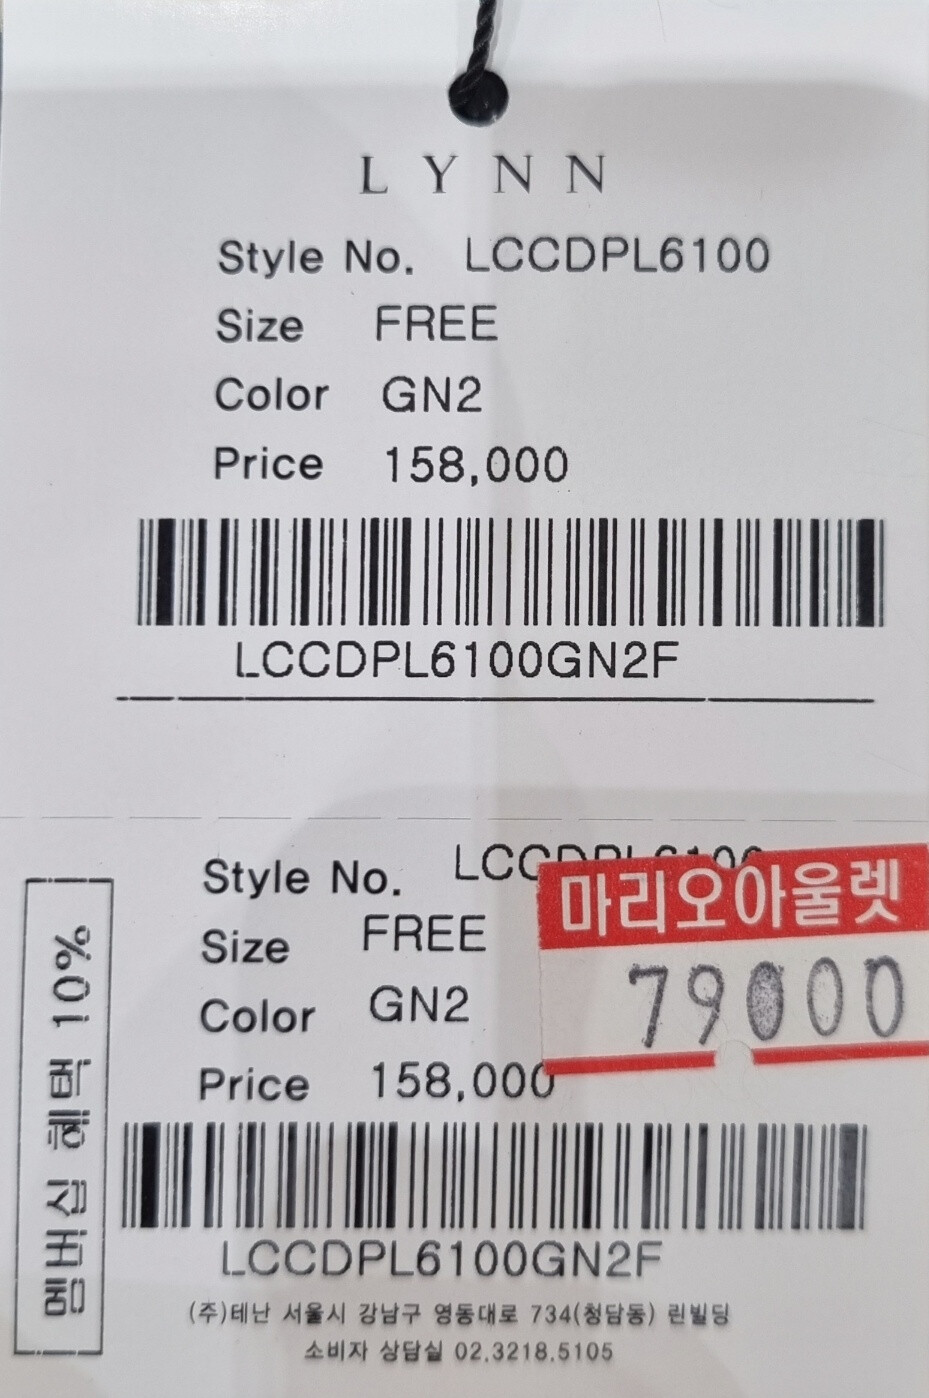 LYNN
Style No. LCCDPL6100
Size FREE
Color GN2
Price 158,000
LCCDPL6100GN2F
Style No.
마리오아울렛
Size FREE
79000
Color GN2
Price 158,000
LCCDPL6100GN2F
멤버십 혜택 10%
(주)테난 서울시 강남구 영동대로 734(청담동) 린빌딩
소비자 상담실 02.3218.5105